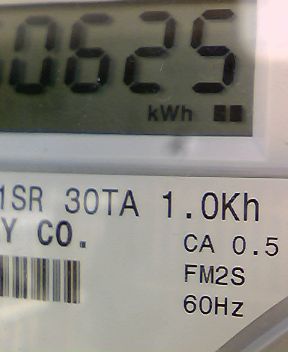 0625
kWh
1SR 30TA 1.0Kh
Y CO.
CA 0.5
FM2S
60Hz